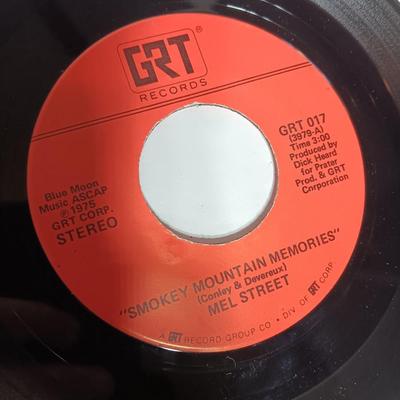 GRT
RECORDS
GRT 017
(3979-A)
Time 3:00
Produced by
Dick Heard
for Prater
Prod. & GRT
Corporation
Blue Moon
Music ASCAP
℗ 1975
GRT CORP.
STEREO
"SMOKEY MOUNTAIN MEMORIES"
(Conley & Devereux)
MEL STREET
A GRT RECORD GROUP CO • DIV OF GRT CORP.